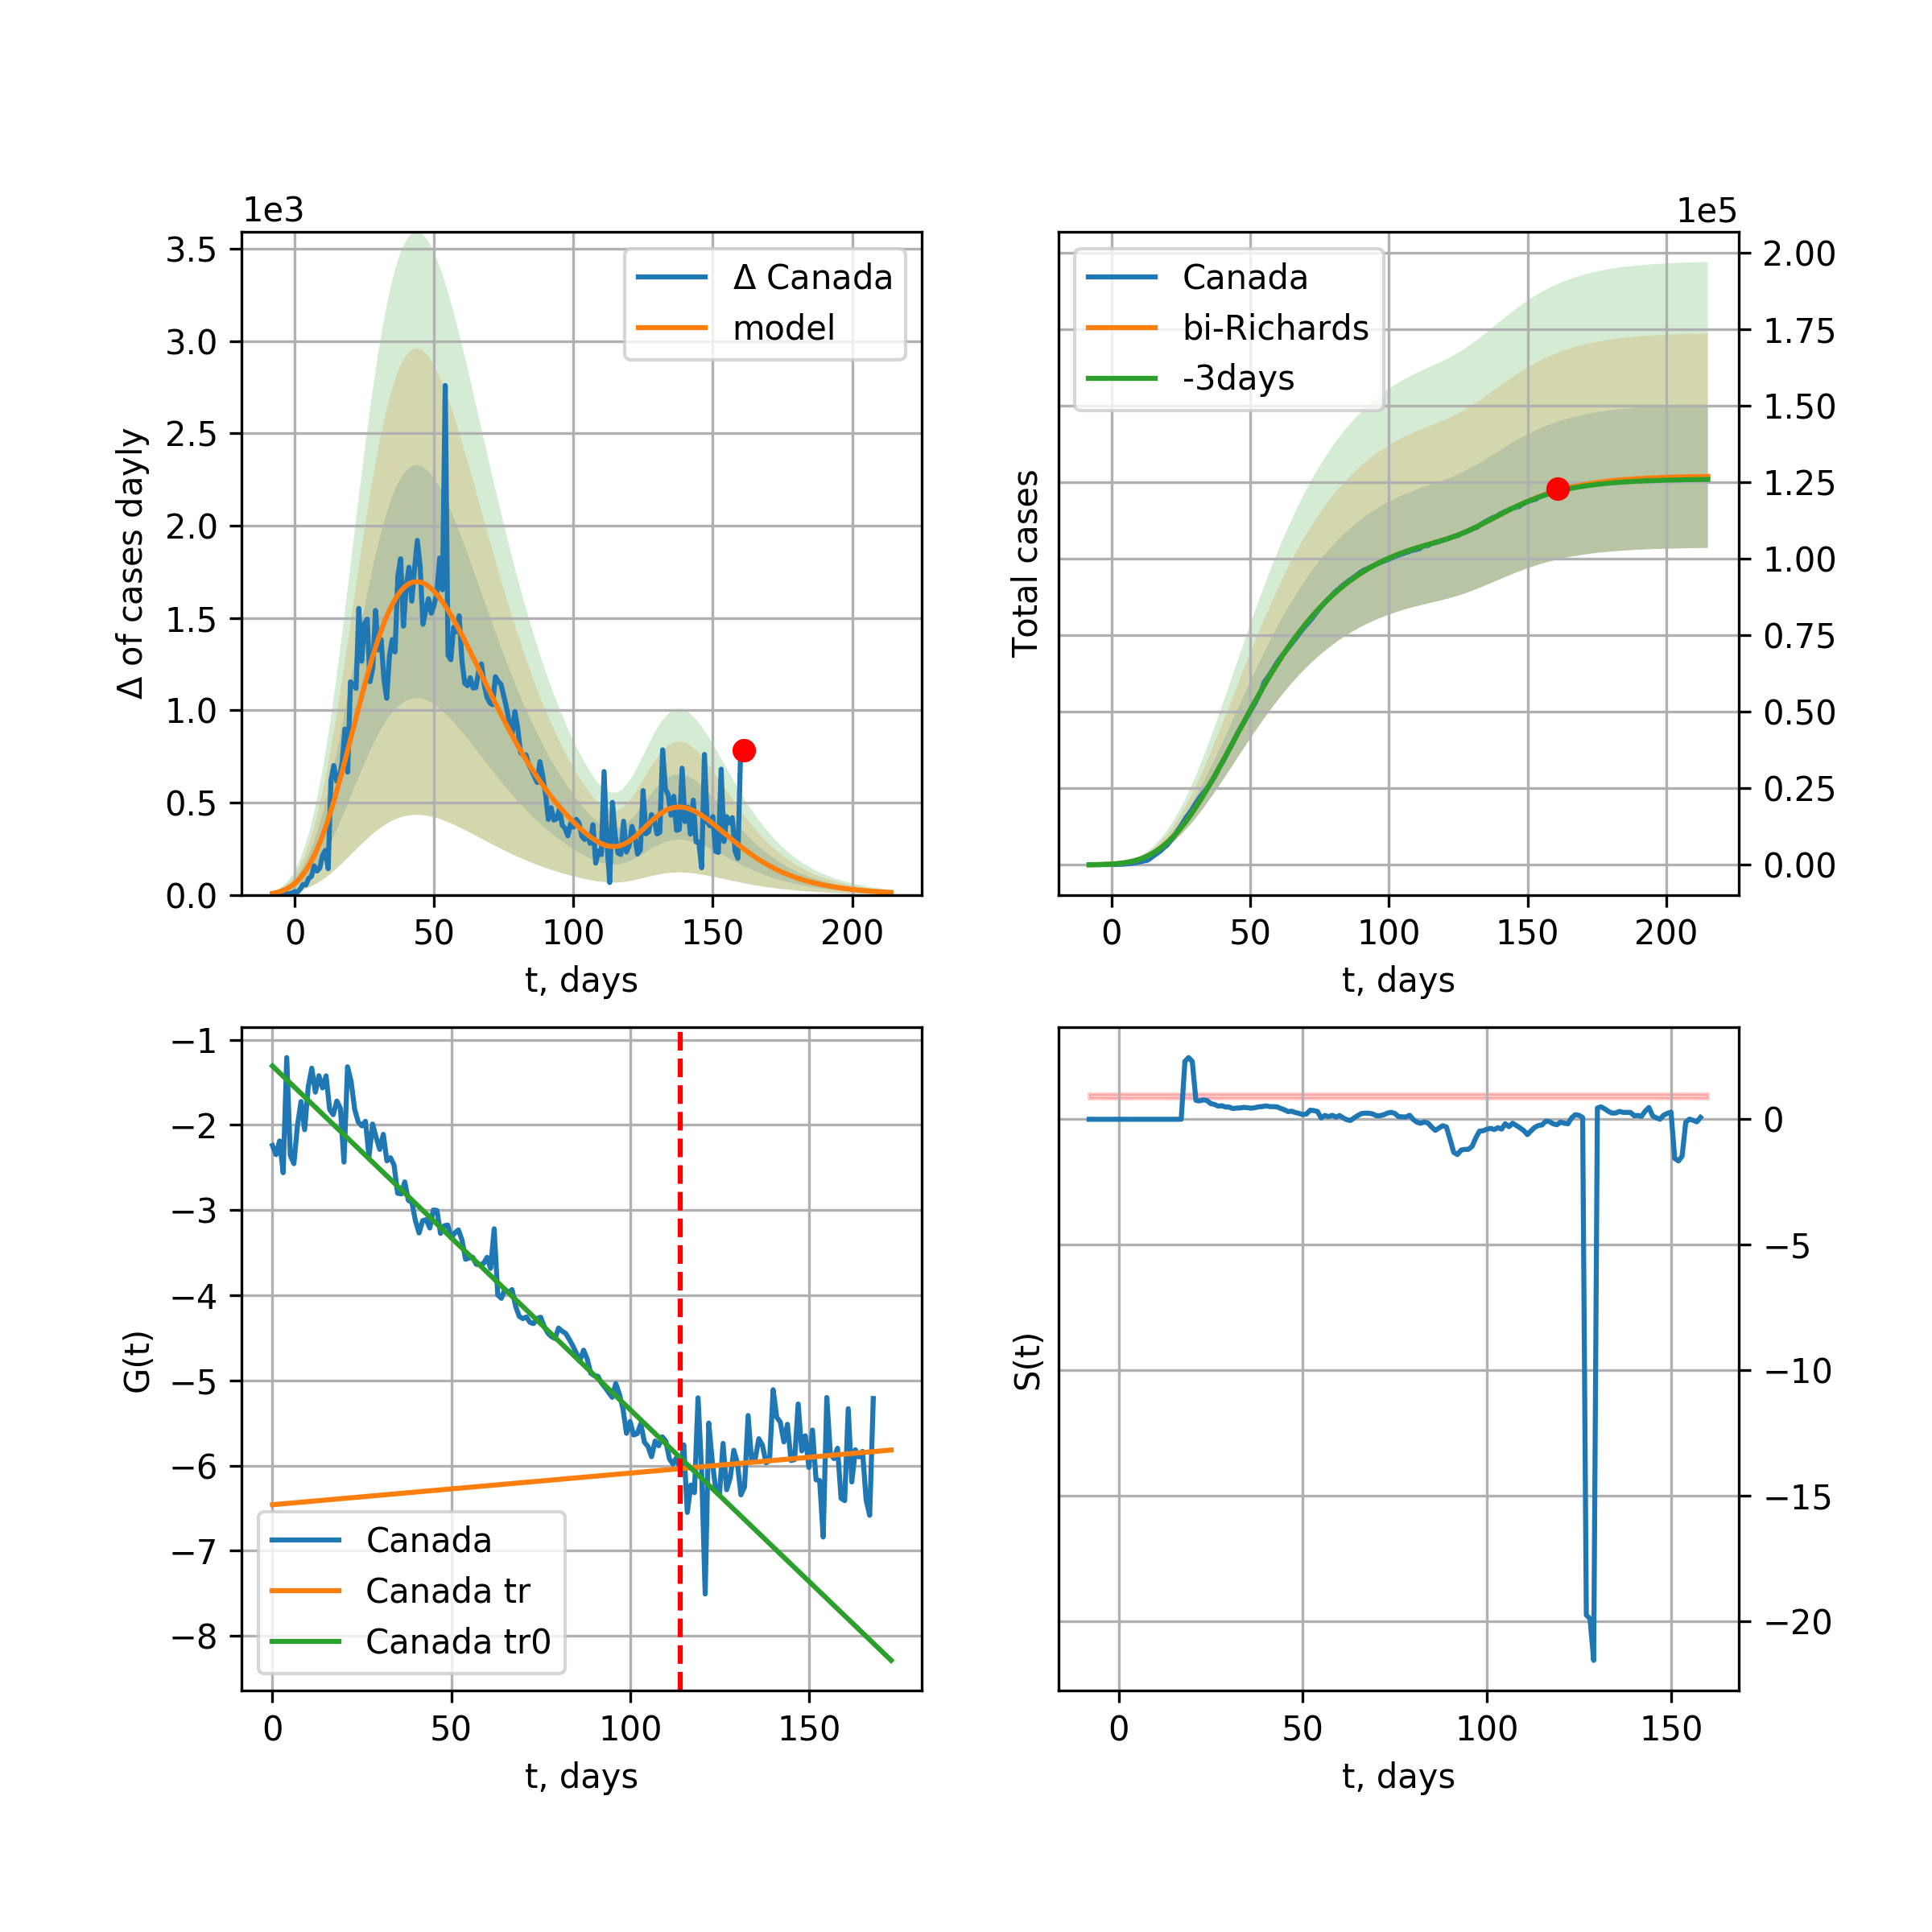 1e3
3.5
3.0
2.5
2.0
1.5
1.0
0.5
0.0
Δ of cases dayly
Δ Canada
model
0 50 100 150 200
t, days
1e5
Canada
bi-Richards
-3days
Total cases
2.00
1.75
1.50
1.25
1.00
0.75
0.50
0.25
0.00
0 50 100 150 200
t, days
−1
−2
−3
−4
−5
−6
−7
−8
G(t)
Canada
Canada tr
Canada tr0
0 50 100 150
t, days
S(t)
0
−5
−10
−15
−20
0 50 100 150
t, days